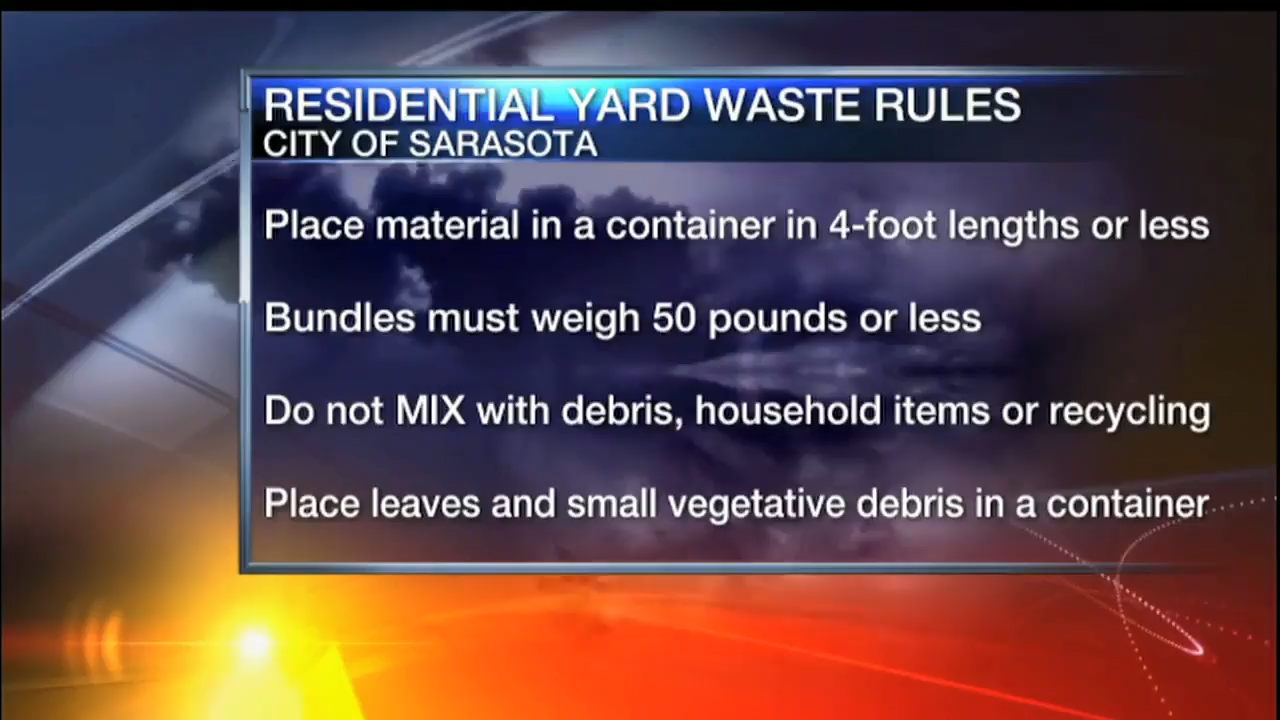 RESIDENTIAL YARD WASTE RULES
CITY OF SARASOTA
Place material in a container in 4-foot lengths or less
Bundles must weigh 50 pounds or less
Do not MIX with debris, household items or recycling
Place leaves and small vegetative debris in a container